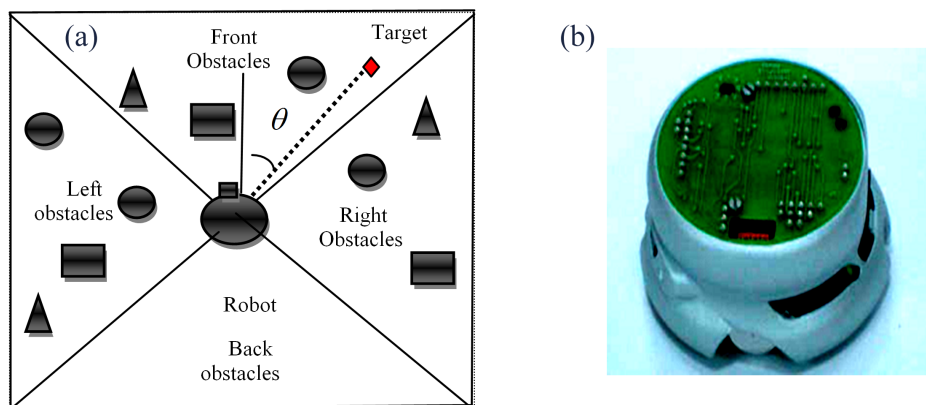 (a)
Front
Obstacles
Target
θ
Left
obstacles
Right
Obstacles
Robot
Back
obstacles
(b)